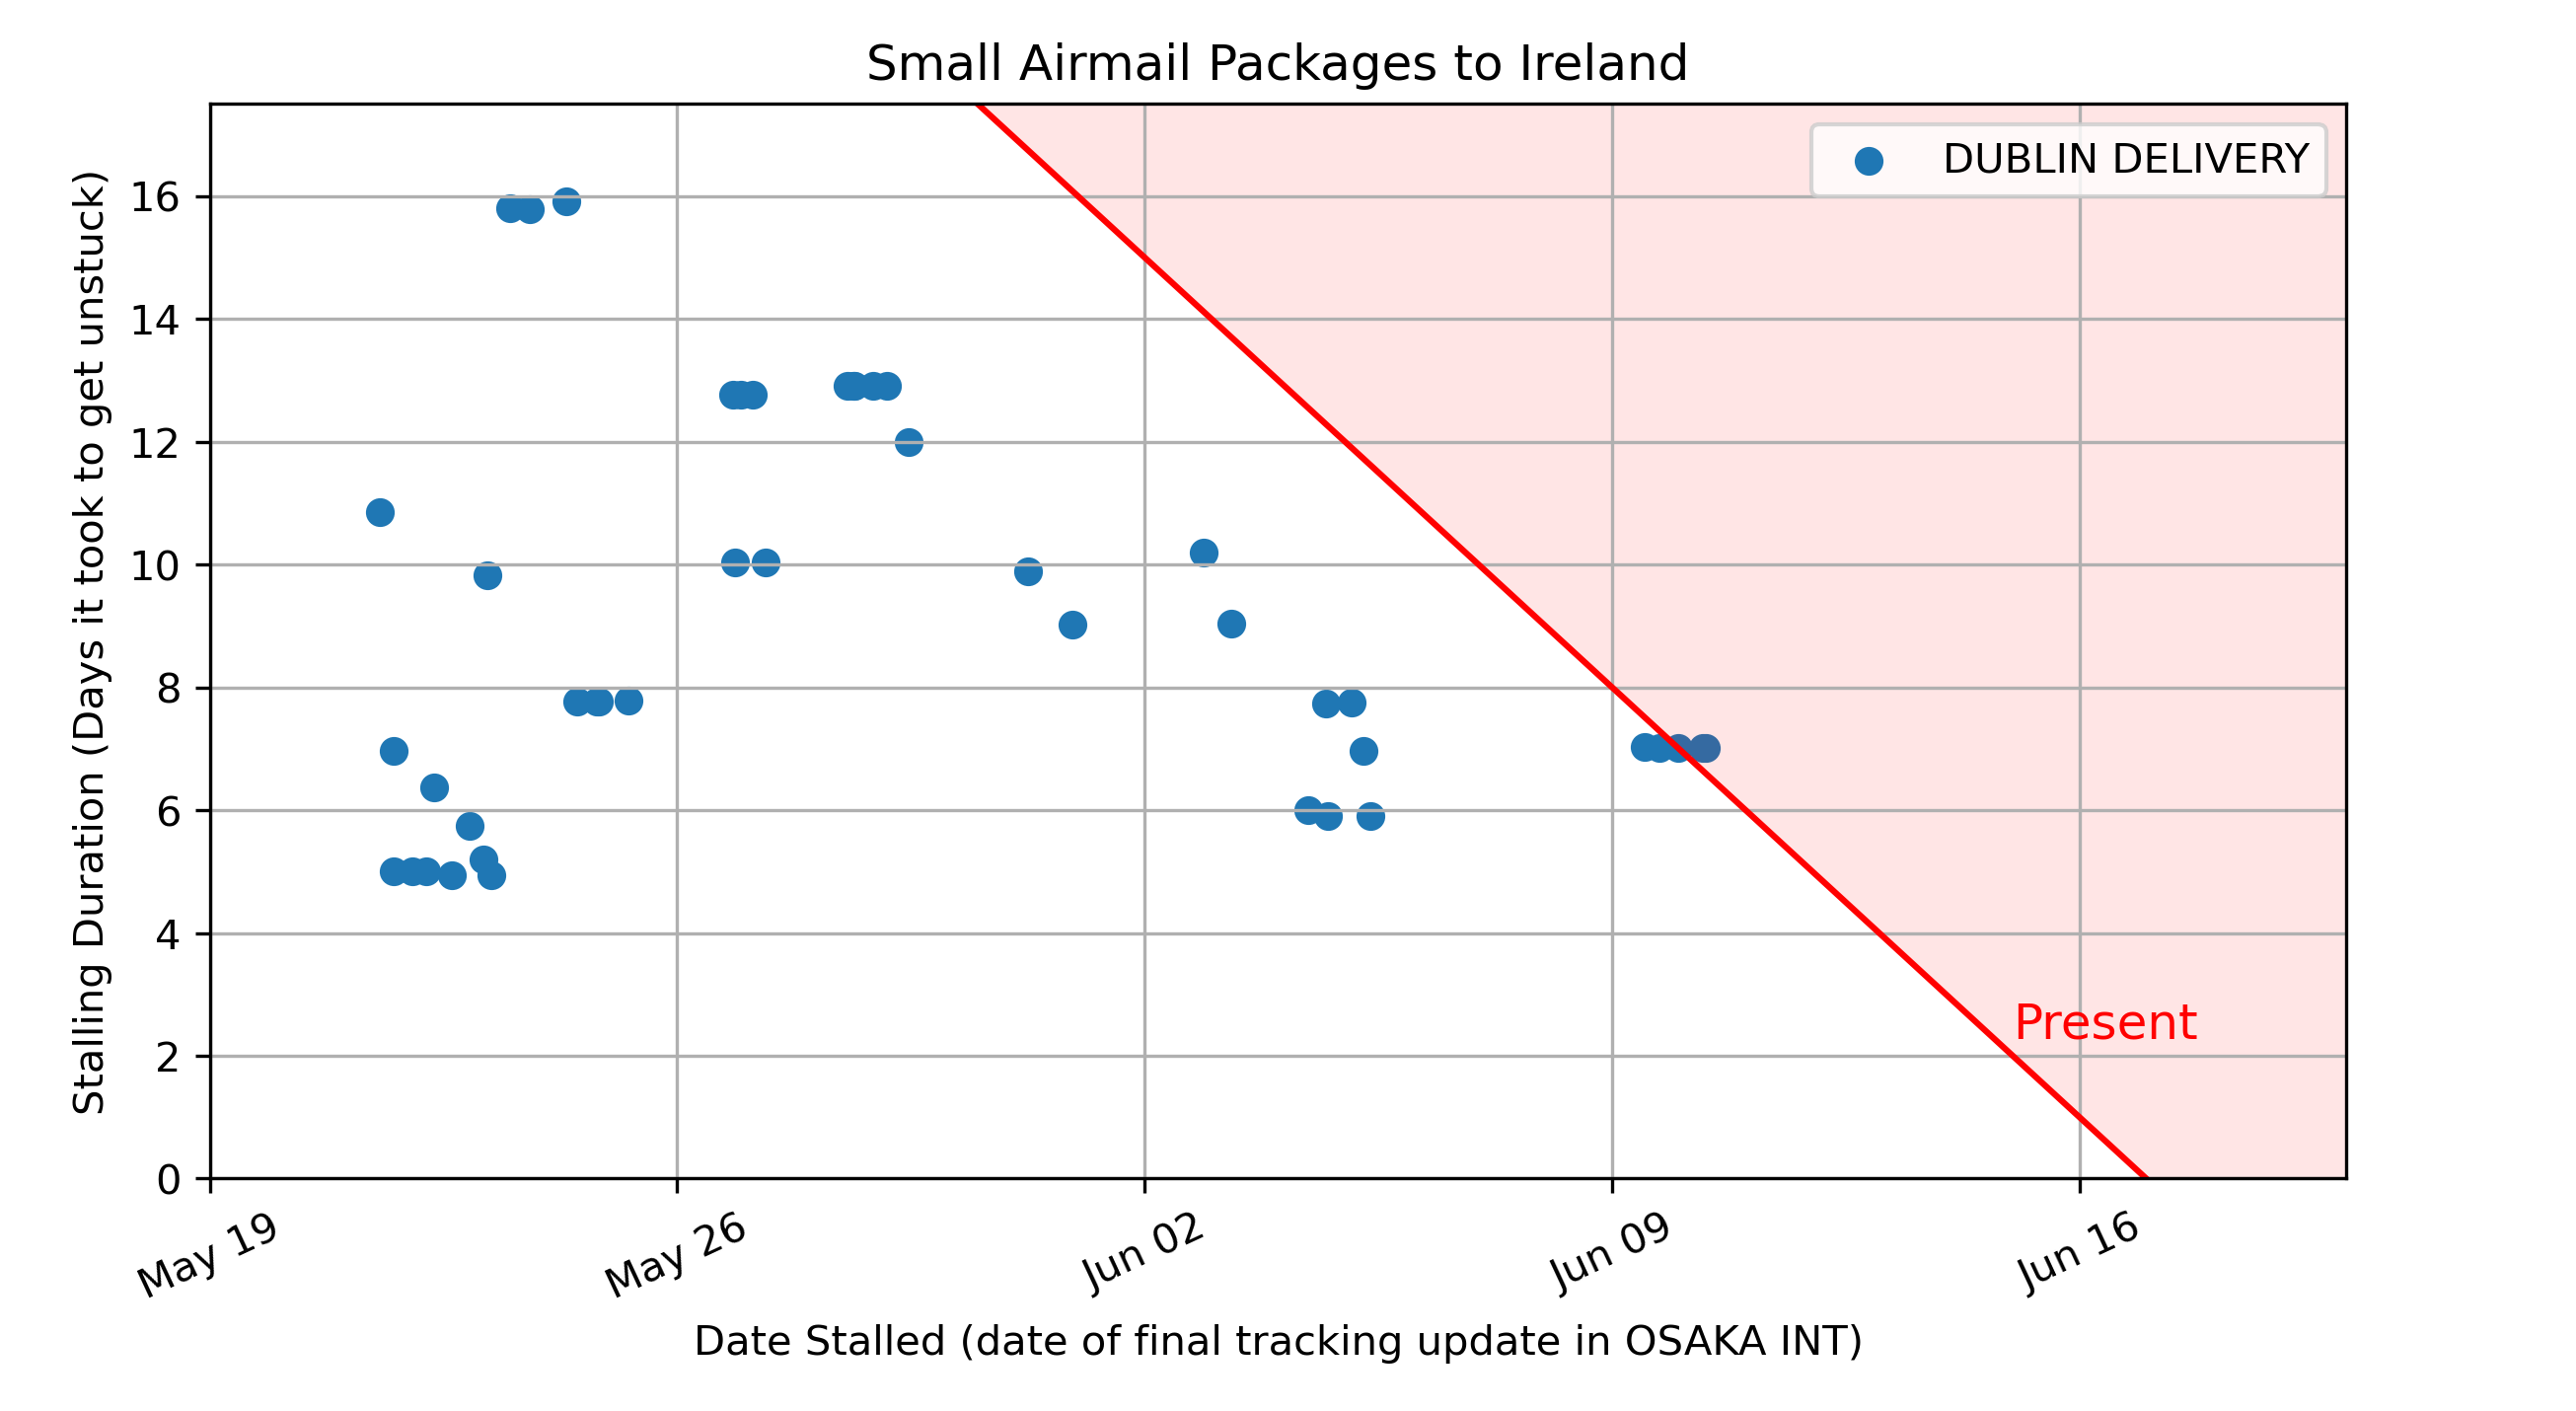 Small Airmail Packages to Ireland
DUBLIN DELIVERY
Stalling Duration (Days it took to get unstuck)
16
14
12
10
8
6
4
2
0
Present
May 19
May 26
Jun 02
Jun 09
Jun 16
Date Stalled (date of final tracking update in OSAKA INT)